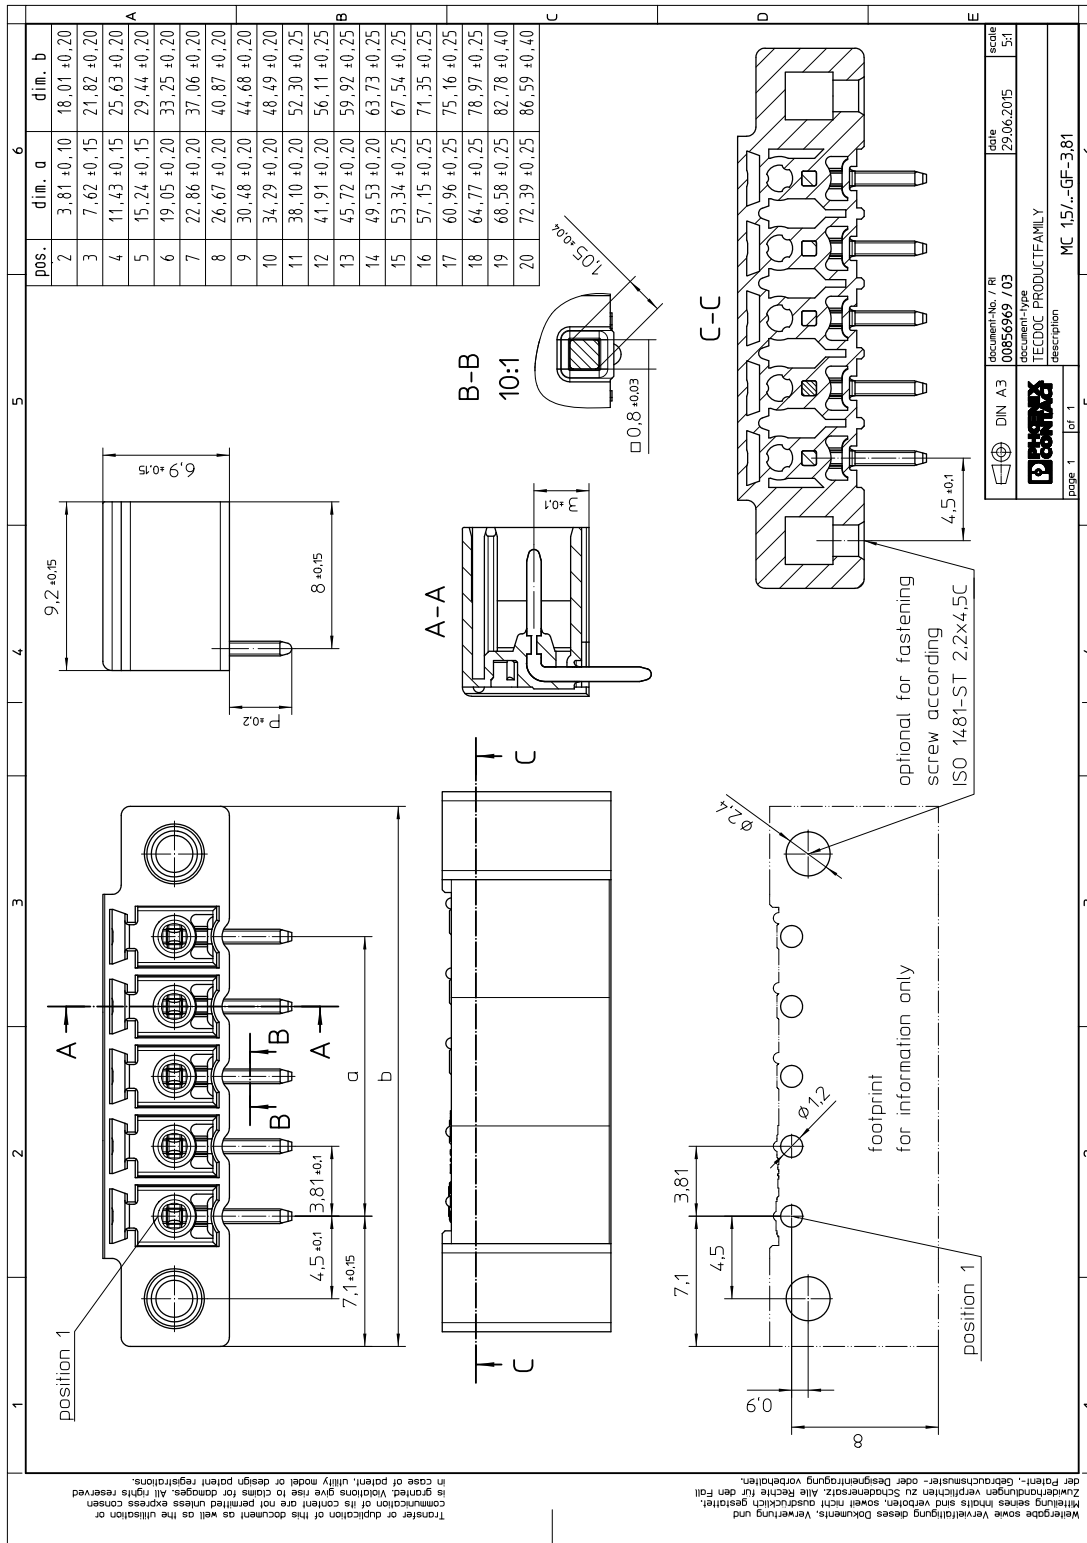 pos. dim. a dim. b
2 3,81 ±0,10 18,01 ±0,20
3 7,62 ±0,15 21,82 ±0,20
4 11,43 ±0,15 25,63 ±0,20
5 15,24 ±0,15 29,44 ±0,20
6 19,05 ±0,20 33,25 ±0,20
7 22,86 ±0,20 37,06 ±0,20
8 26,67 ±0,20 40,87 ±0,20
9 30,48 ±0,20 44,68 ±0,20
10 34,29 ±0,20 48,49 ±0,20
11 38,10 ±0,20 52,30 ±0,25
12 41,91 ±0,20 56,11 ±0,25
13 45,72 ±0,20 59,92 ±0,25
14 49,53 ±0,20 63,73 ±0,25
15 53,34 ±0,25 67,54 ±0,25
16 57,15 ±0,25 71,35 ±0,25
17 60,96 ±0,25 75,16 ±0,25
18 64,77 ±0,25 78,97 ±0,25
19 68,58 ±0,25 82,78 ±0,40
20 72,39 ±0,25 86,59 ±0,40
1 2 3 4 5 6
A B C D E
position 1
A A
B B
4,5 ±0,1
3,81 ±0,1
7,1 ±0,15
a
b
9,2 ±0,15
6,9 ±0,15
8 ±0,15
P ±0,2
C C
A-A
3 ±0,1
B-B
10:1
1,05 ±0,04
□ 0,8 ±0,03
C-C
4,5 ±0,1
optional for fastening
screw according
ISO 1481-ST 2,2x4,5C
7,1
4,5
3,81
Ø1,2
Ø2,4
0,9
8
footprint
for information only
position 1
DIN A3
document-No. / RI
00856969 / 03
date
29.06.2015
scale
5:1
PHOENIX
CONTACT
document-type
TECDOC PRODUCTFAMILY
description
MC 1,5/..-GF-3,81
page 1 of 1
Weitergabe sowie Vervielfältigung dieses Dokuments, Verwertung und
Mitteilung seines Inhalts sind verboten, soweit nicht ausdrücklich gestattet.
Zuwiderhandlungen verpflichten zu Schadenersatz. Alle Rechte für den Fall
der Patent-, Gebrauchsmuster- oder Designeintragung vorbehalten.
Transfer or duplication of this document as well as the utilisation or
communication of its content are not permitted unless express consen
granted. Violations give rise to claims for damages. All rights reserved
in case of patent, utility model or design patent registrations.